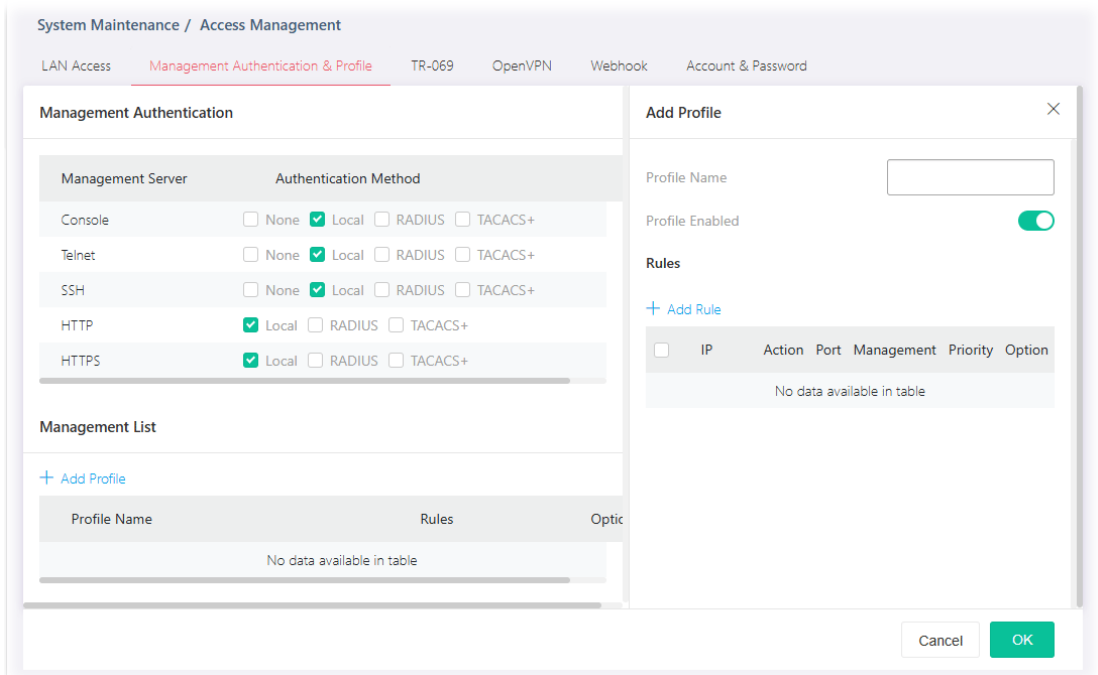 System Maintenance / Access Management
LAN Access Management Authentication & Profile TR-069 OpenVPN Webhook Account & Password
Management Authentication
Management Server Authentication Method
Console None Local RADIUS TACACS+
Telnet None Local RADIUS TACACS+
SSH None Local RADIUS TACACS+
HTTP Local RADIUS TACACS+
HTTPS Local RADIUS TACACS+
Management List
+ Add Profile
Profile Name Rules Optic
No data available in table
Add Profile
Profile Name
Profile Enabled
Rules
+ Add Rule
IP Action Port Management Priority Option
No data available in table
Cancel OK